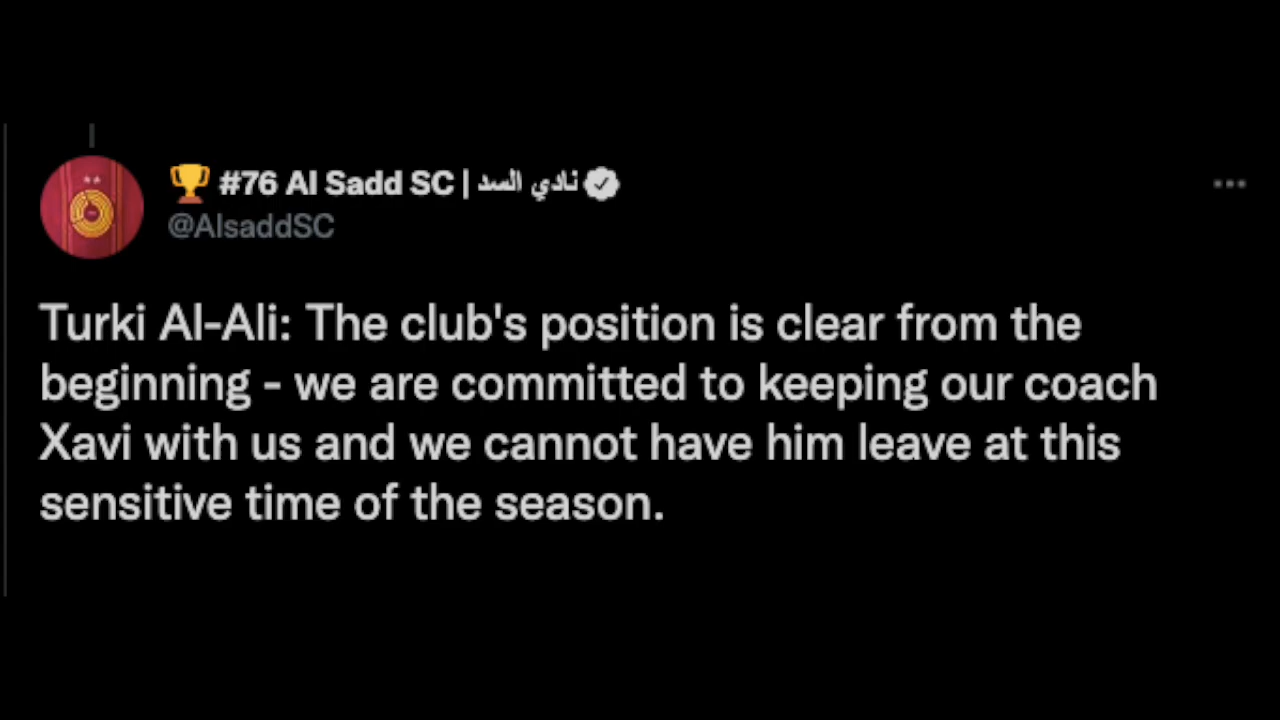 🏆 #76 Al Sadd SC | نادي السد
@AlsaddSC
Turki Al-Ali: The club's position is clear from the
beginning - we are committed to keeping our coach
Xavi with us and we cannot have him leave at this
sensitive time of the season.